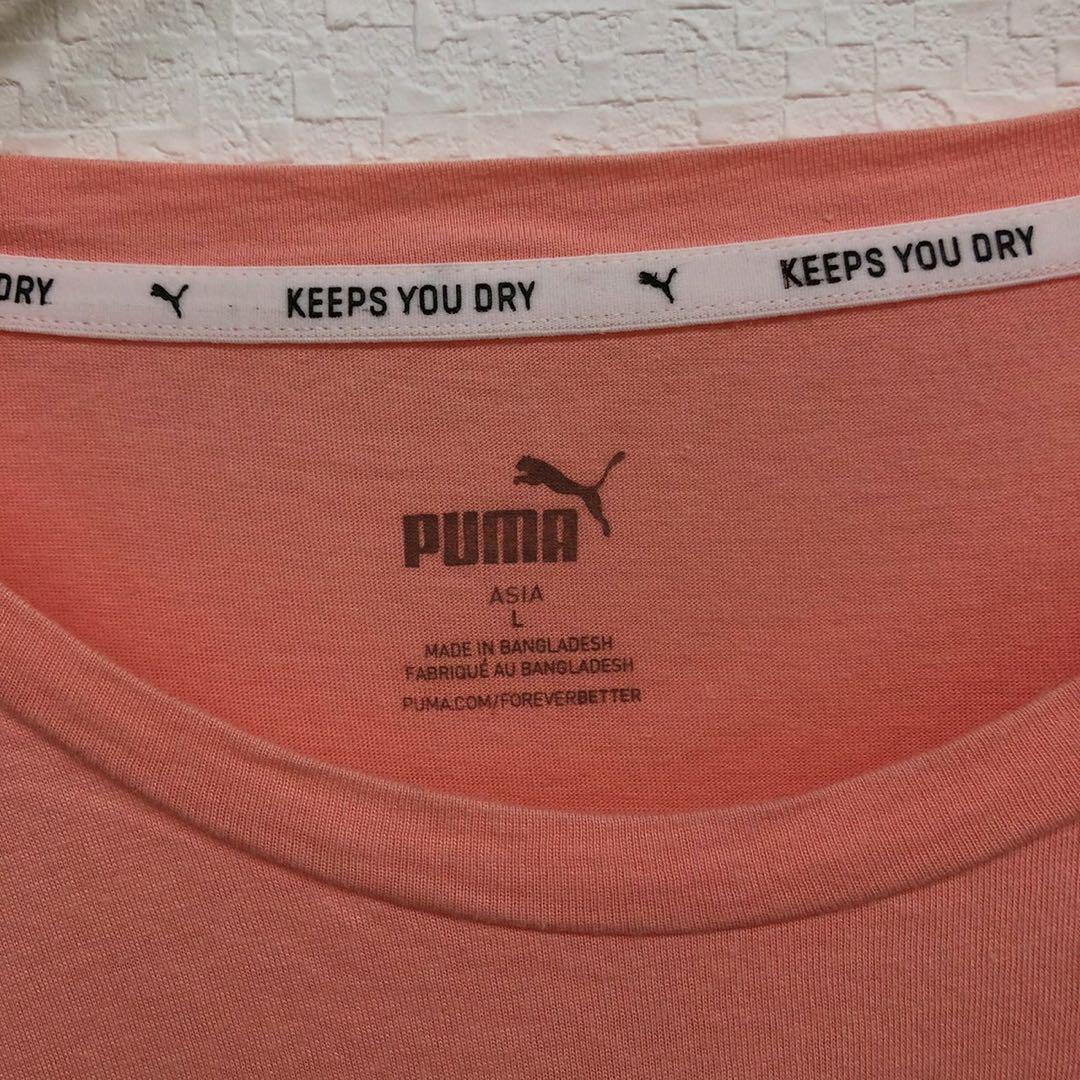 DRY KEEPS YOU DRY KEEPS YOU DRY
PUMA
ASIA
L
MADE IN BANGLADESH
FABRIQUÉ AU BANGLADESH
PUMA.COM/FOREVERBETTER